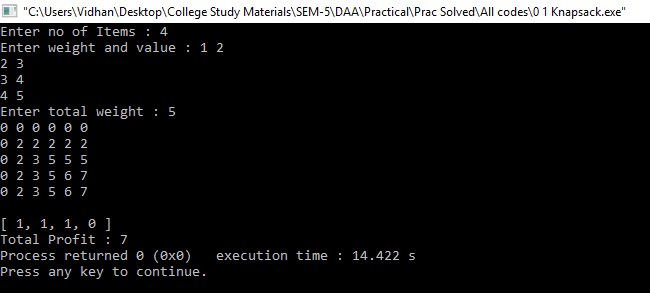 "C:\Users\Vidhan\Desktop\College Study Materials\SEM-5\DAA\Practical\Prac Solved\All codes\0 1 Knapsack.exe"
Enter no of Items : 4
Enter weight and value : 1 2
2 3
3 4
4 5
Enter total weight : 5
0 0 0 0 0 0
0 2 2 2 2 2
0 2 3 5 5 5
0 2 3 5 6 7
0 2 3 5 6 7
[ 1, 1, 1, 0 ]
Total Profit : 7
Process returned 0 (0x0)   execution time : 14.422 s
Press any key to continue.